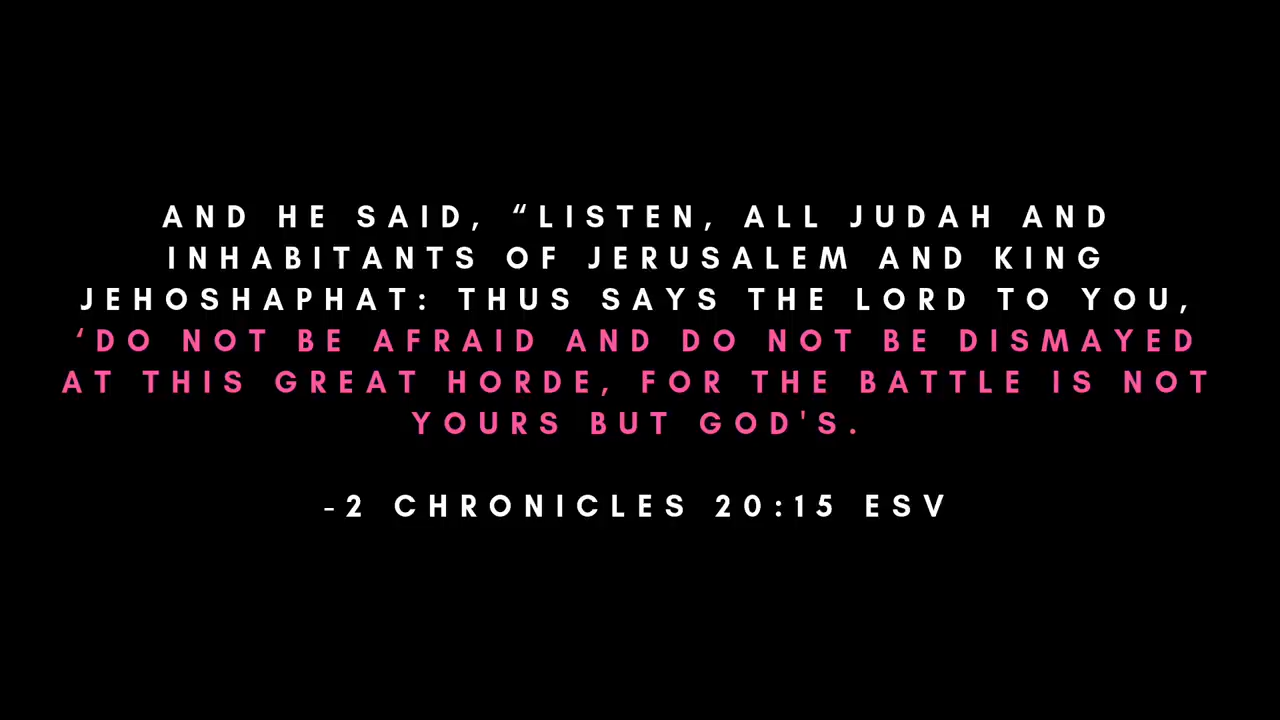 AND HE SAID, “LISTEN, ALL JUDAH AND
INHABITANTS OF JERUSALEM AND KING
JEHOSHAPHAT: THUS SAYS THE LORD TO YOU,
‘DO NOT BE AFRAID AND DO NOT BE DISMAYED
AT THIS GREAT HORDE, FOR THE BATTLE IS NOT
YOURS BUT GOD'S.
-2 CHRONICLES 20:15 ESV